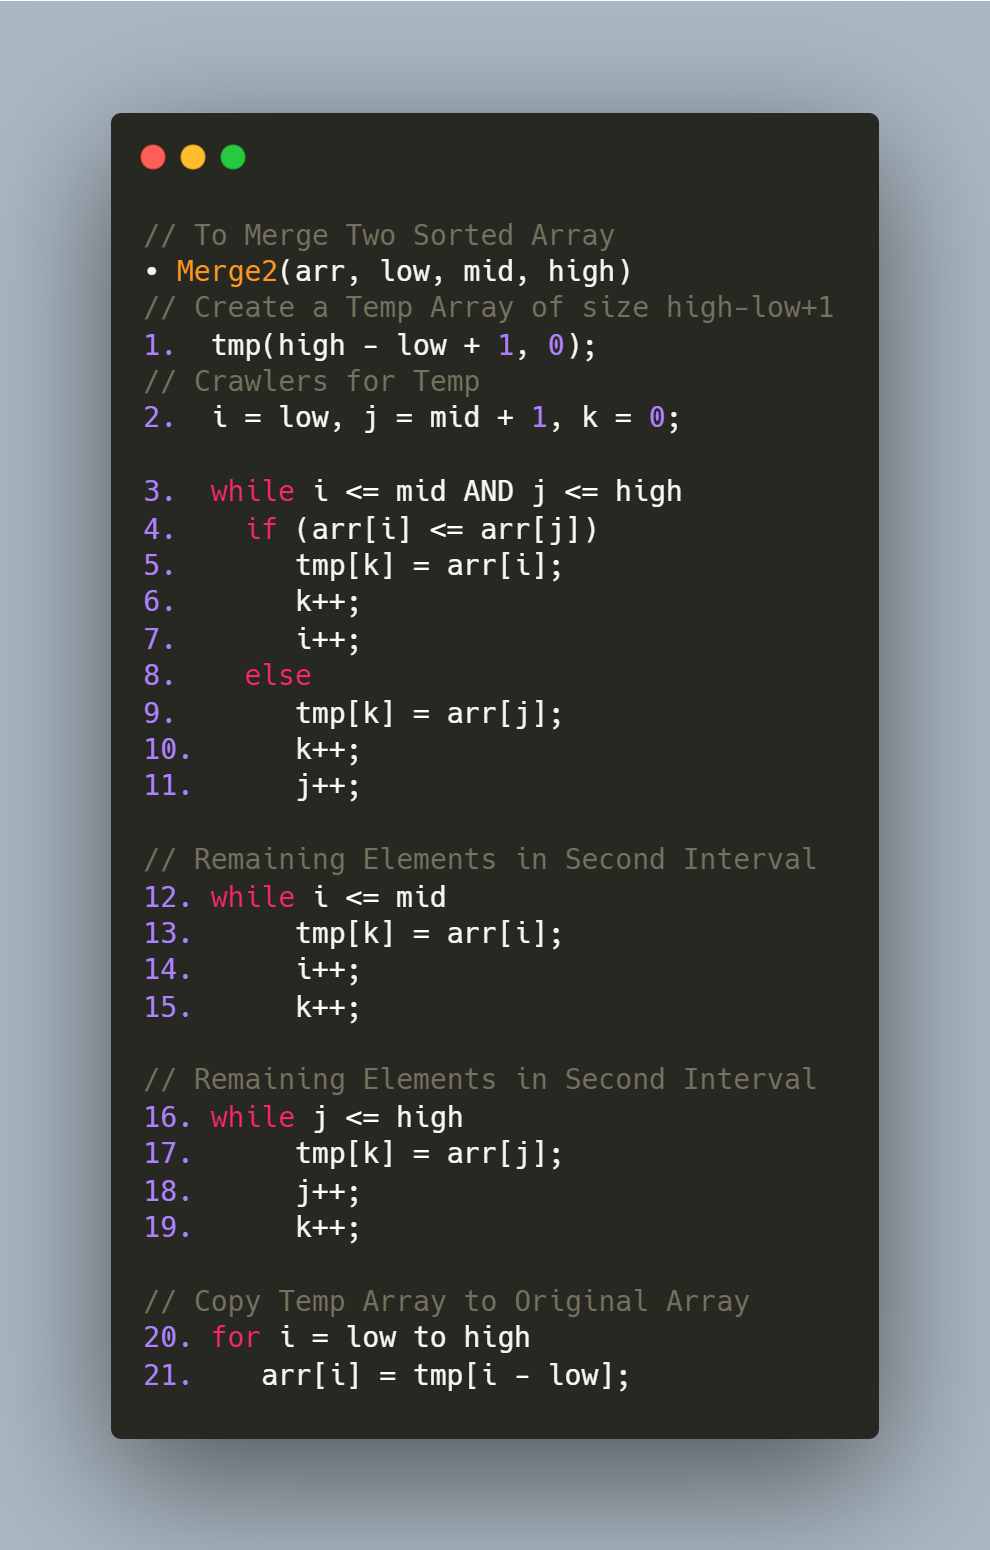 // To Merge Two Sorted Array
• Merge2(arr, low, mid, high)
// Create a Temp Array of size high-low+1
1.  tmp(high - low + 1, 0);
// Crawlers for Temp
2.  i = low, j = mid + 1, k = 0;
3.  while i <= mid AND j <= high
4.    if (arr[i] <= arr[j])
5.       tmp[k] = arr[i];
6.       k++;
7.       i++;
8.    else
9.       tmp[k] = arr[j];
10.      k++;
11.      j++;
// Remaining Elements in Second Interval
12. while i <= mid
13.      tmp[k] = arr[i];
14.      i++;
15.      k++;
// Remaining Elements in Second Interval
16. while j <= high
17.      tmp[k] = arr[j];
18.      j++;
19.      k++;
// Copy Temp Array to Original Array
20. for i = low to high
21.    arr[i] = tmp[i - low];